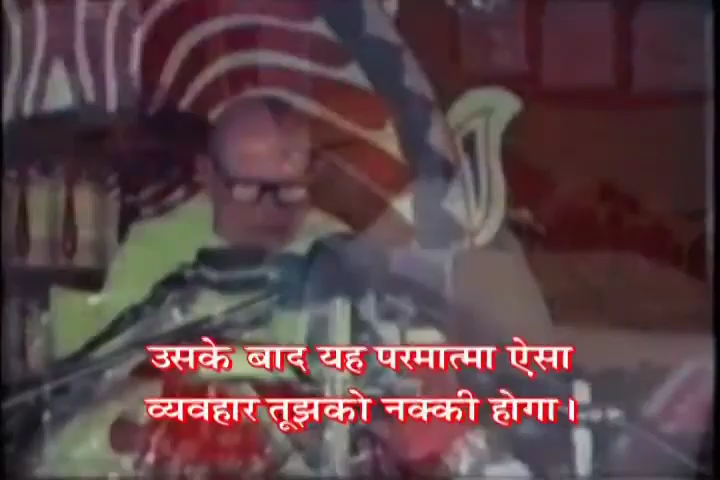 उसके बाद यह परमात्मा ऐसा
व्यवहार तूझको नक्की होगा।